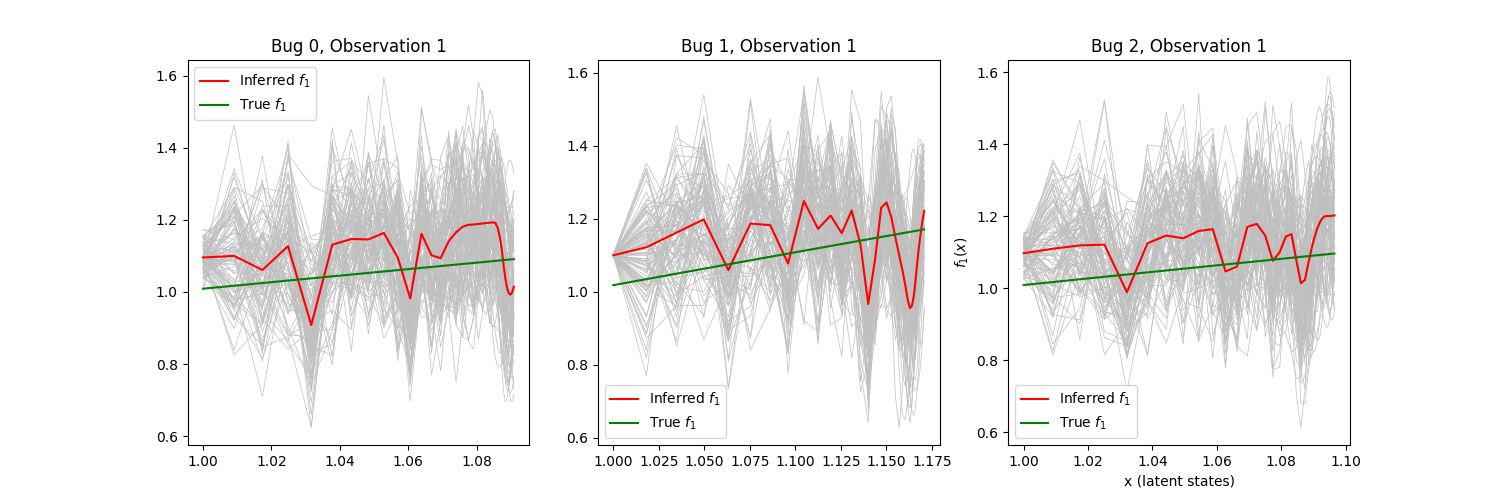 Bug 0, Observation 1
Inferred f₁
True f₁
1.6
1.4
1.2
1.0
0.8
0.6
1.00 1.02 1.04 1.06 1.08
Bug 1, Observation 1
1.6
1.4
1.2
1.0
0.8
0.6
Inferred f₁
True f₁
1.000 1.025 1.050 1.075 1.100 1.125 1.150 1.175
Bug 2, Observation 1
f₁(x)
1.6
1.4
1.2
1.0
0.8
0.6
Inferred f₁
True f₁
1.00 1.02 1.04 1.06 1.08 1.10
x (latent states)